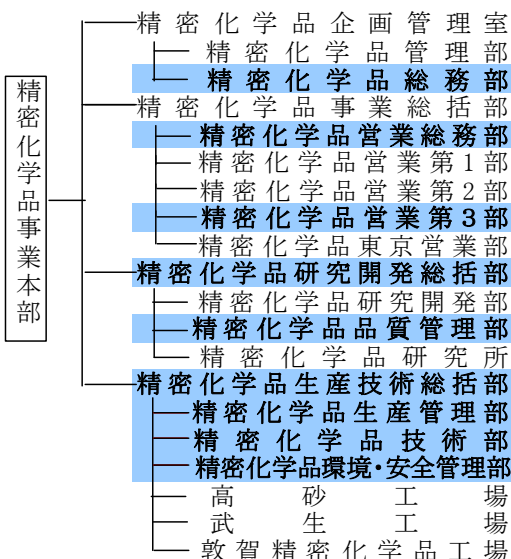 精密化学品事業本部
精密化学品企画管理室
精密化学品管理部
精密化学品総務部
精密化学品事業総括部
精密化学品営業総務部
精密化学品営業第1部
精密化学品営業第2部
精密化学品営業第3部
精密化学品東京営業部
精密化学品研究開発総括部
精密化学品研究開発部
精密化学品品質管理部
精密化学品研究所
精密化学品生産技術総括部
精密化学品生産管理部
精密化学品技術部
精密化学品環境・安全管理部
高砂工場
武生工場
敦賀精密化学品工場